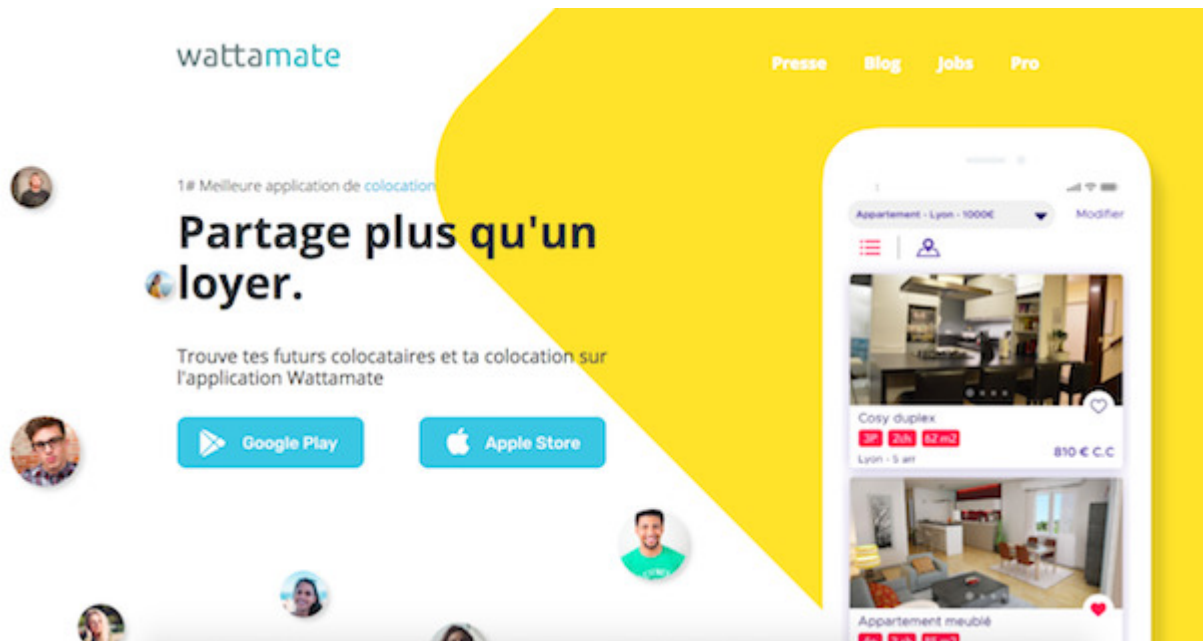 wattamate
Presse Blog Jobs Pro
1# Meilleure application de colocation
Partage plus qu'un
loyer.
Trouve tes futurs colocataires et ta colocation sur
l'application Wattamate
Google Play
Apple Store
Appartement - Lyon - 1000€
Modifier
Cosy duplex
3P 2ch 62 m2
Lyon - 5 arr
810 € C.C
Appartement meublé